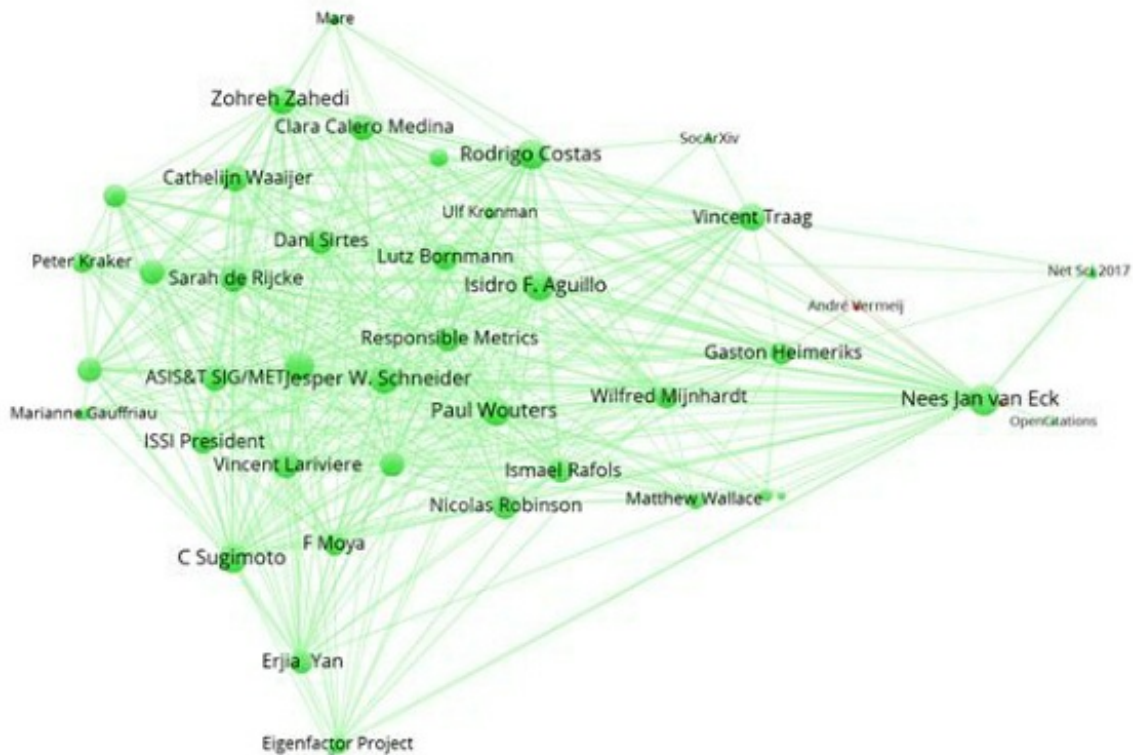 Mare
Zohreh Zahedi
Clara Calero Medina
SocArXiv
Rodrigo Costas
Cathelijn Waaijer
Ulf Kronman
Vincent Traag
Dani Sirtes
Lutz Bornmann
Peter Kraker
Net Sci 2017
Sarah de Rijcke
Isidro F. Aguillo
André Vermeij
Responsible Metrics
Gaston Heimeriks
ASIS&T SIG/MET
Jesper W. Schneider
Wilfred Mijnhardt
Nees Jan van Eck
Marianne Gauffriau
Paul Wouters
OpenCitations
ISSI President
Vincent Lariviere
Ismael Rafols
Matthew Wallace
Nicolas Robinson
F Moya
C Sugimoto
Erjia Yan
Eigenfactor Project